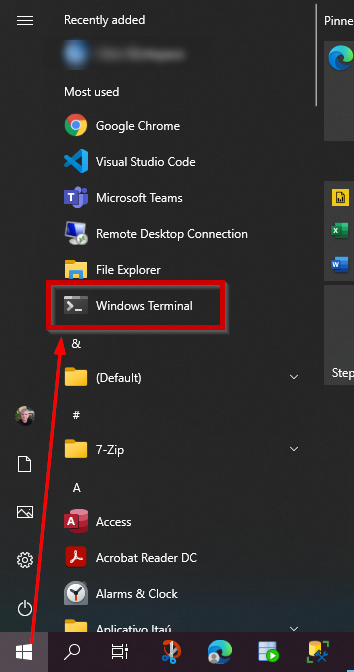 Recently added
Pinne
Most used
Google Chrome
Visual Studio Code
Microsoft Teams
Remote Desktop Connection
File Explorer
Windows Terminal
&
(Default)
Step
#
7-Zip
A
Access
Acrobat Reader DC
Alarms & Clock
Aplicativo Itaú